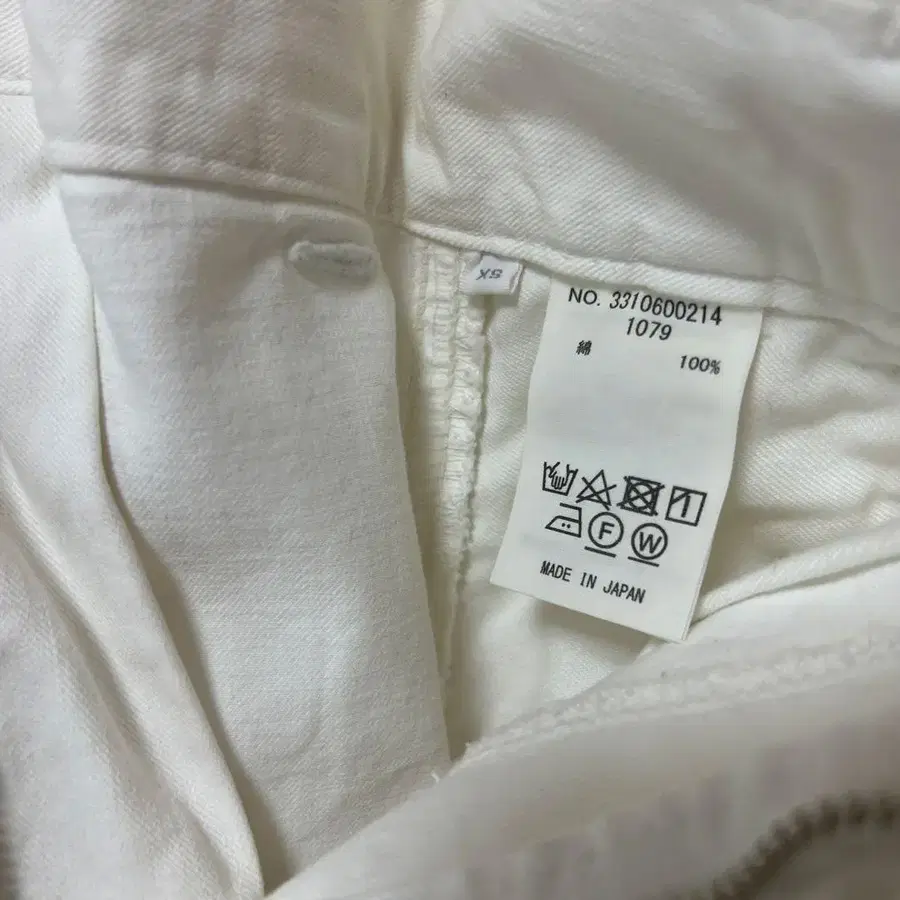 XS
NO. 3310600214
1079
綿 100%
F W
MADE IN JAPAN